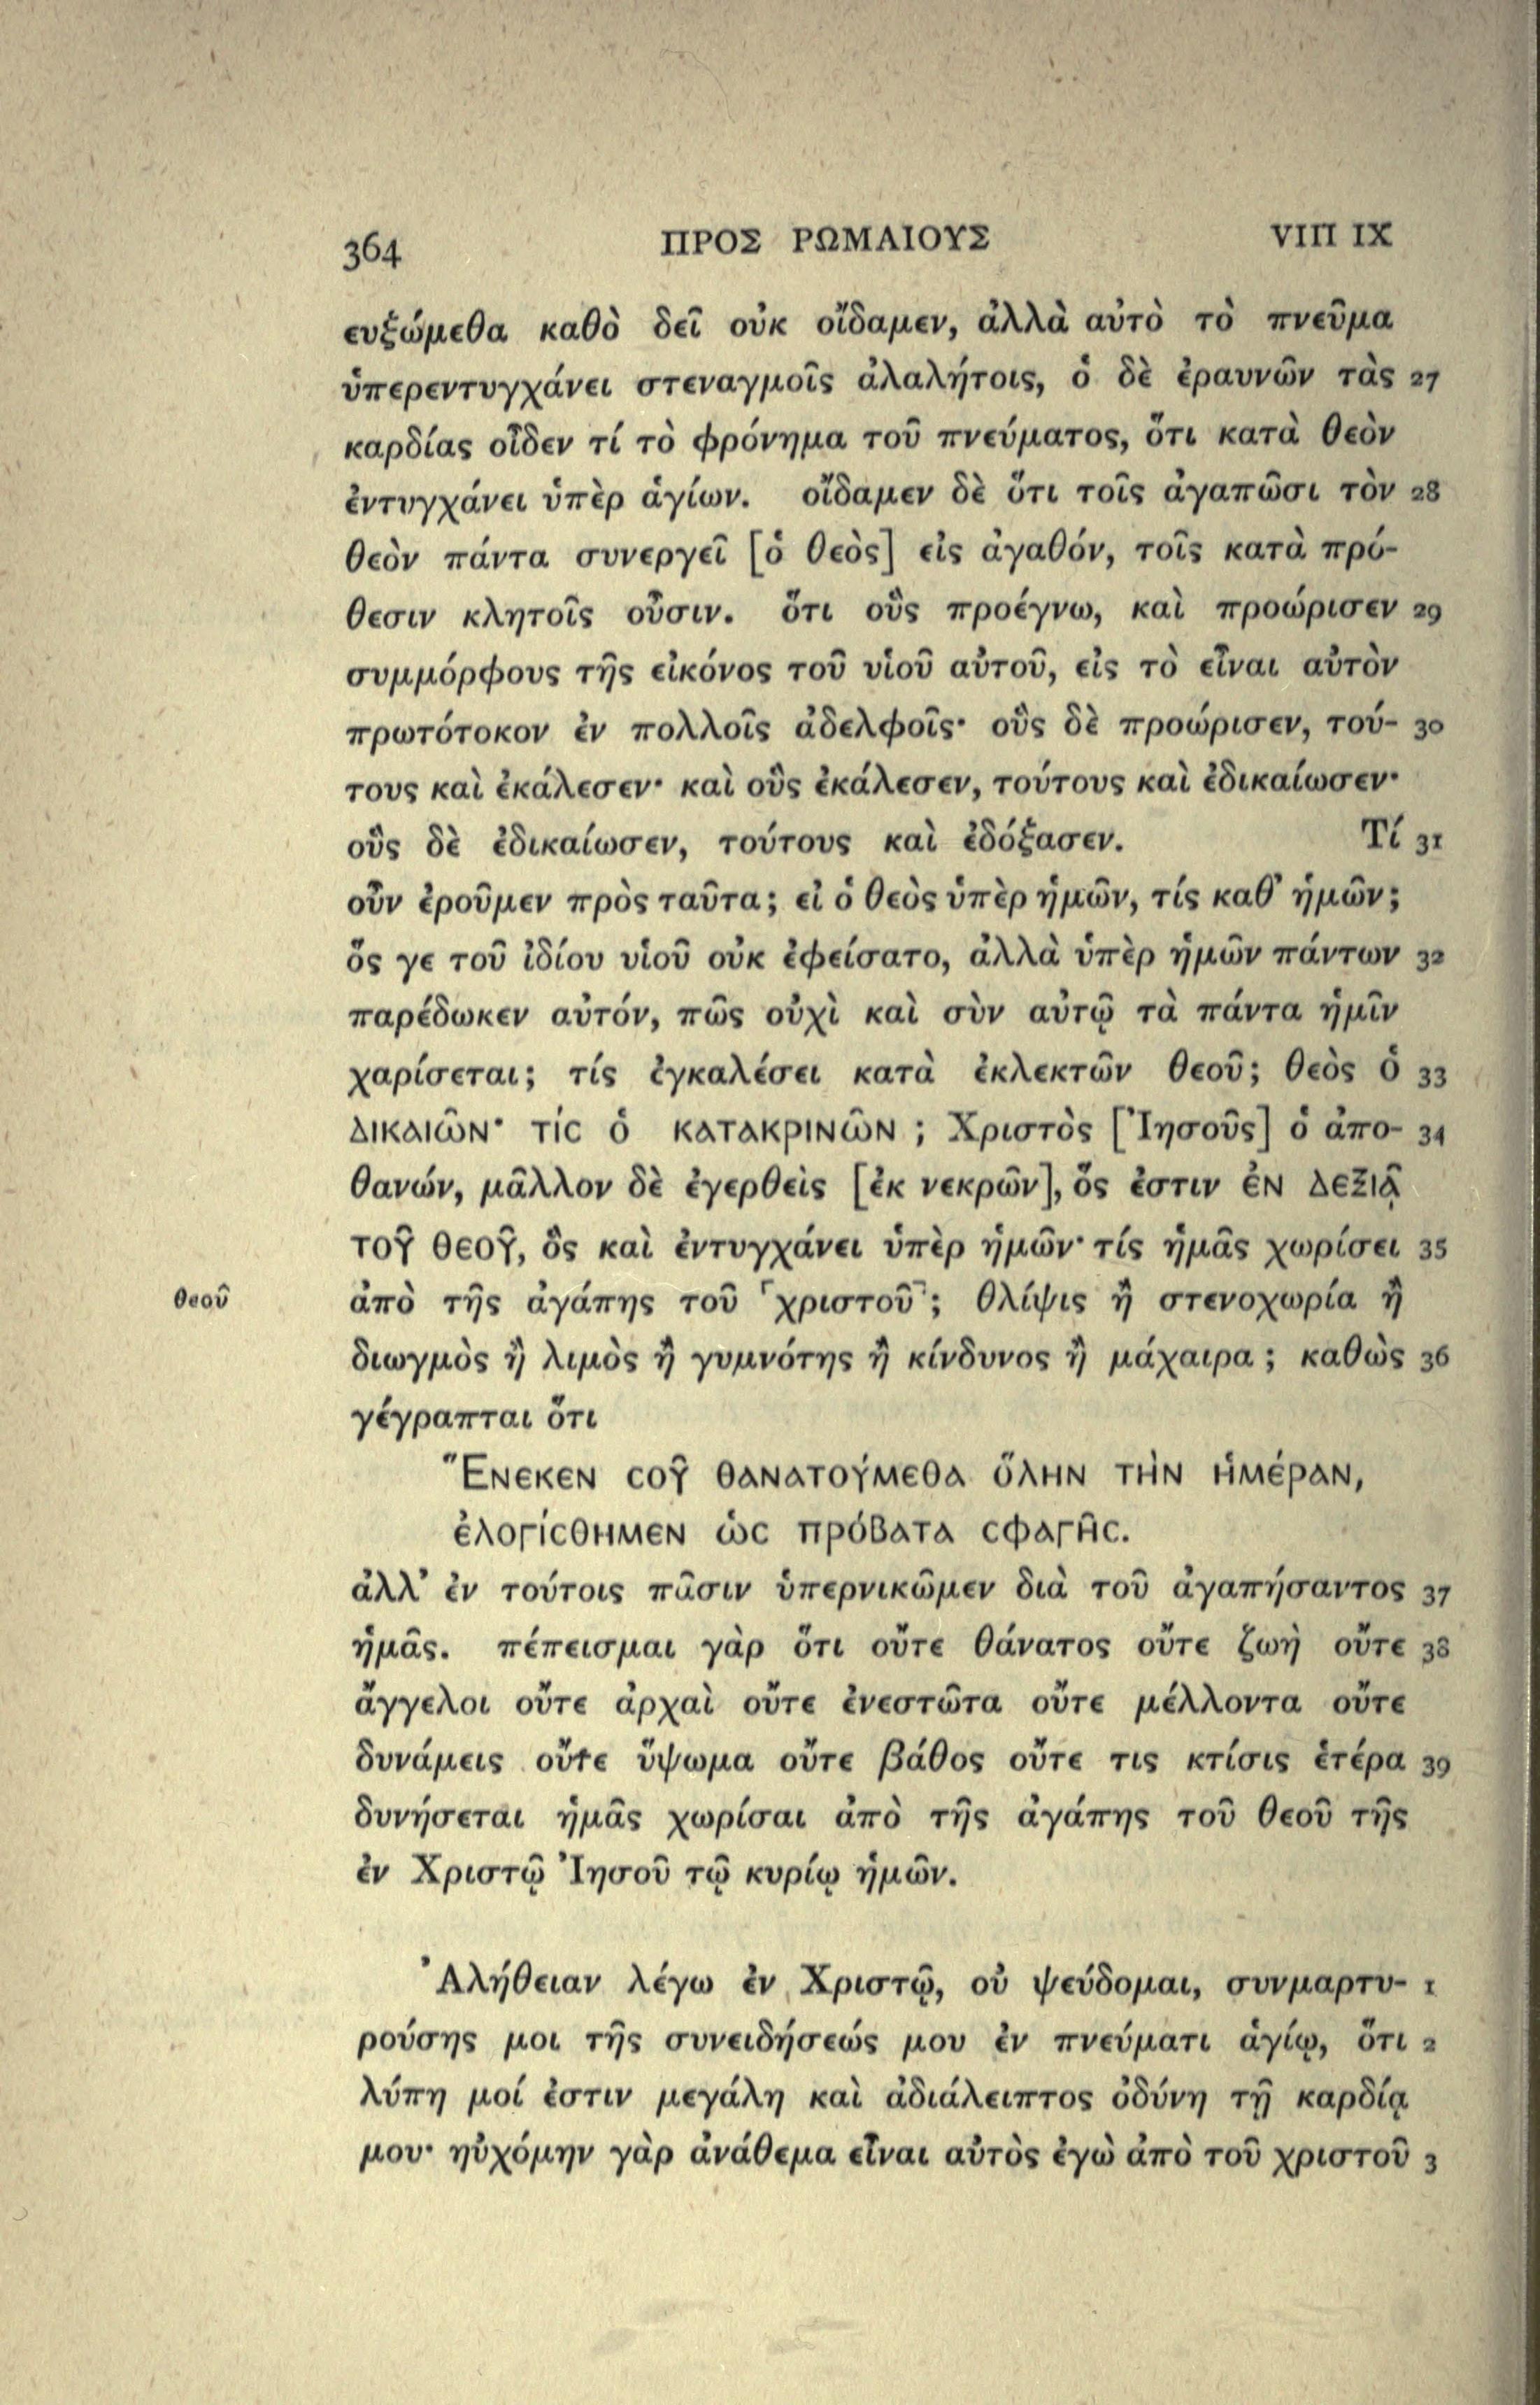 364 ΠΡΟΣ ΡΩΜΑΙΟΥΣ VIII IX
ευξώμεθα καθὸ δεῖ οὐκ οἴδαμεν, ἀλλὰ αὐτὸ τὸ πνεῦμα
ὑπερεντυγχάνει στεναγμοῖς ἀλαλήτοις, ὁ δὲ ἐραυνῶν τὰς 27
καρδίας οἶδεν τί τὸ φρόνημα τοῦ πνεύματος, ὅτι κατὰ θεὸν
ἐντυγχάνει ὑπὲρ ἁγίων. οἴδαμεν δὲ ὅτι τοῖς ἀγαπῶσι τὸν 28
θεὸν πάντα συνεργεῖ [ὁ θεὸς] εἰς ἀγαθόν, τοῖς κατὰ πρό-
θεσιν κλητοῖς οὖσιν. ὅτι οὓς προέγνω, καὶ προώρισεν 29
συμμόρφους τῆς εἰκόνος τοῦ υἱοῦ αὐτοῦ, εἰς τὸ εἶναι αὐτὸν
πρωτότοκον ἐν πολλοῖς ἀδελφοῖς· οὓς δὲ προώρισεν, τού- 30
τους καὶ ἐκάλεσεν· καὶ οὓς ἐκάλεσεν, τούτους καὶ ἐδικαίωσεν·
οὓς δὲ ἐδικαίωσεν, τούτους καὶ ἐδόξασεν. Τί 31
οὖν ἐροῦμεν πρὸς ταῦτα; εἰ ὁ θεὸς ὑπὲρ ἡμῶν, τίς καθ' ἡμῶν;
ὅς γε τοῦ ἰδίου υἱοῦ οὐκ ἐφείσατο, ἀλλὰ ὑπὲρ ἡμῶν πάντων 32
παρέδωκεν αὐτόν, πῶς οὐχὶ καὶ σὺν αὐτῷ τὰ πάντα ἡμῖν
χαρίσεται; τίς ἐγκαλέσει κατὰ ἐκλεκτῶν θεοῦ; θεὸς ὁ 33
ΔΙΚΑΙῶΝ· Τίϲ ὁ ΚΑΤΑΚΡΙΝῶΝ; Χριστὸς [Ἰησοῦς] ὁ ἀπο- 34
θανών, μᾶλλον δὲ ἐγερθεὶς [ἐκ νεκρῶν], ὅς ἐστιν ἐΝ ΔεξΙᾷ
ΤΟῦ ΘεΟῦ, ὃς καὶ ἐντυγχάνει ὑπὲρ ἡμῶν· τίς ἡμᾶς χωρίσει 35
θεοῦ ἀπὸ τῆς ἀγάπης τοῦ ⸢χριστοῦ⸣; θλίψις ἢ στενοχωρία ἢ
διωγμὸς ἢ λιμὸς ἢ γυμνότης ἢ κίνδυνος ἢ μάχαιρα; καθὼς 36
γέγραπται ὅτι
ἝΝεΚεΝ ϲΟῦ ΘΑΝΑΤΟύΜεΘΑ ὅΛΗΝ ΤὴΝ ἡΜέΡΑΝ,
ἐΛΟΓίϲΘΗΜεΝ ὡϲ ΠΡόΒΑΤΑ ϲΦΑΓῆϲ.
ἀλλ' ἐν τούτοις πᾶσιν ὑπερνικῶμεν διὰ τοῦ ἀγαπήσαντος 37
ἡμᾶς. πέπεισμαι γὰρ ὅτι οὔτε θάνατος οὔτε ζωὴ οὔτε 38
ἄγγελοι οὔτε ἀρχαὶ οὔτε ἐνεστῶτα οὔτε μέλλοντα οὔτε
δυνάμεις οὔτε ὕψωμα οὔτε βάθος οὔτε τις κτίσις ἑτέρα 39
δυνήσεται ἡμᾶς χωρίσαι ἀπὸ τῆς ἀγάπης τοῦ θεοῦ τῆς
ἐν Χριστῷ Ἰησοῦ τῷ κυρίῳ ἡμῶν.
Ἀλήθειαν λέγω ἐν Χριστῷ, οὐ ψεύδομαι, συνμαρτυ- 1
ρούσης μοι τῆς συνειδήσεώς μου ἐν πνεύματι ἁγίῳ, ὅτι 2
λύπη μοί ἐστιν μεγάλη καὶ ἀδιάλειπτος ὀδύνη τῇ καρδίᾳ
μου· ηὐχόμην γὰρ ἀνάθεμα εἶναι αὐτὸς ἐγὼ ἀπὸ τοῦ χριστοῦ 3